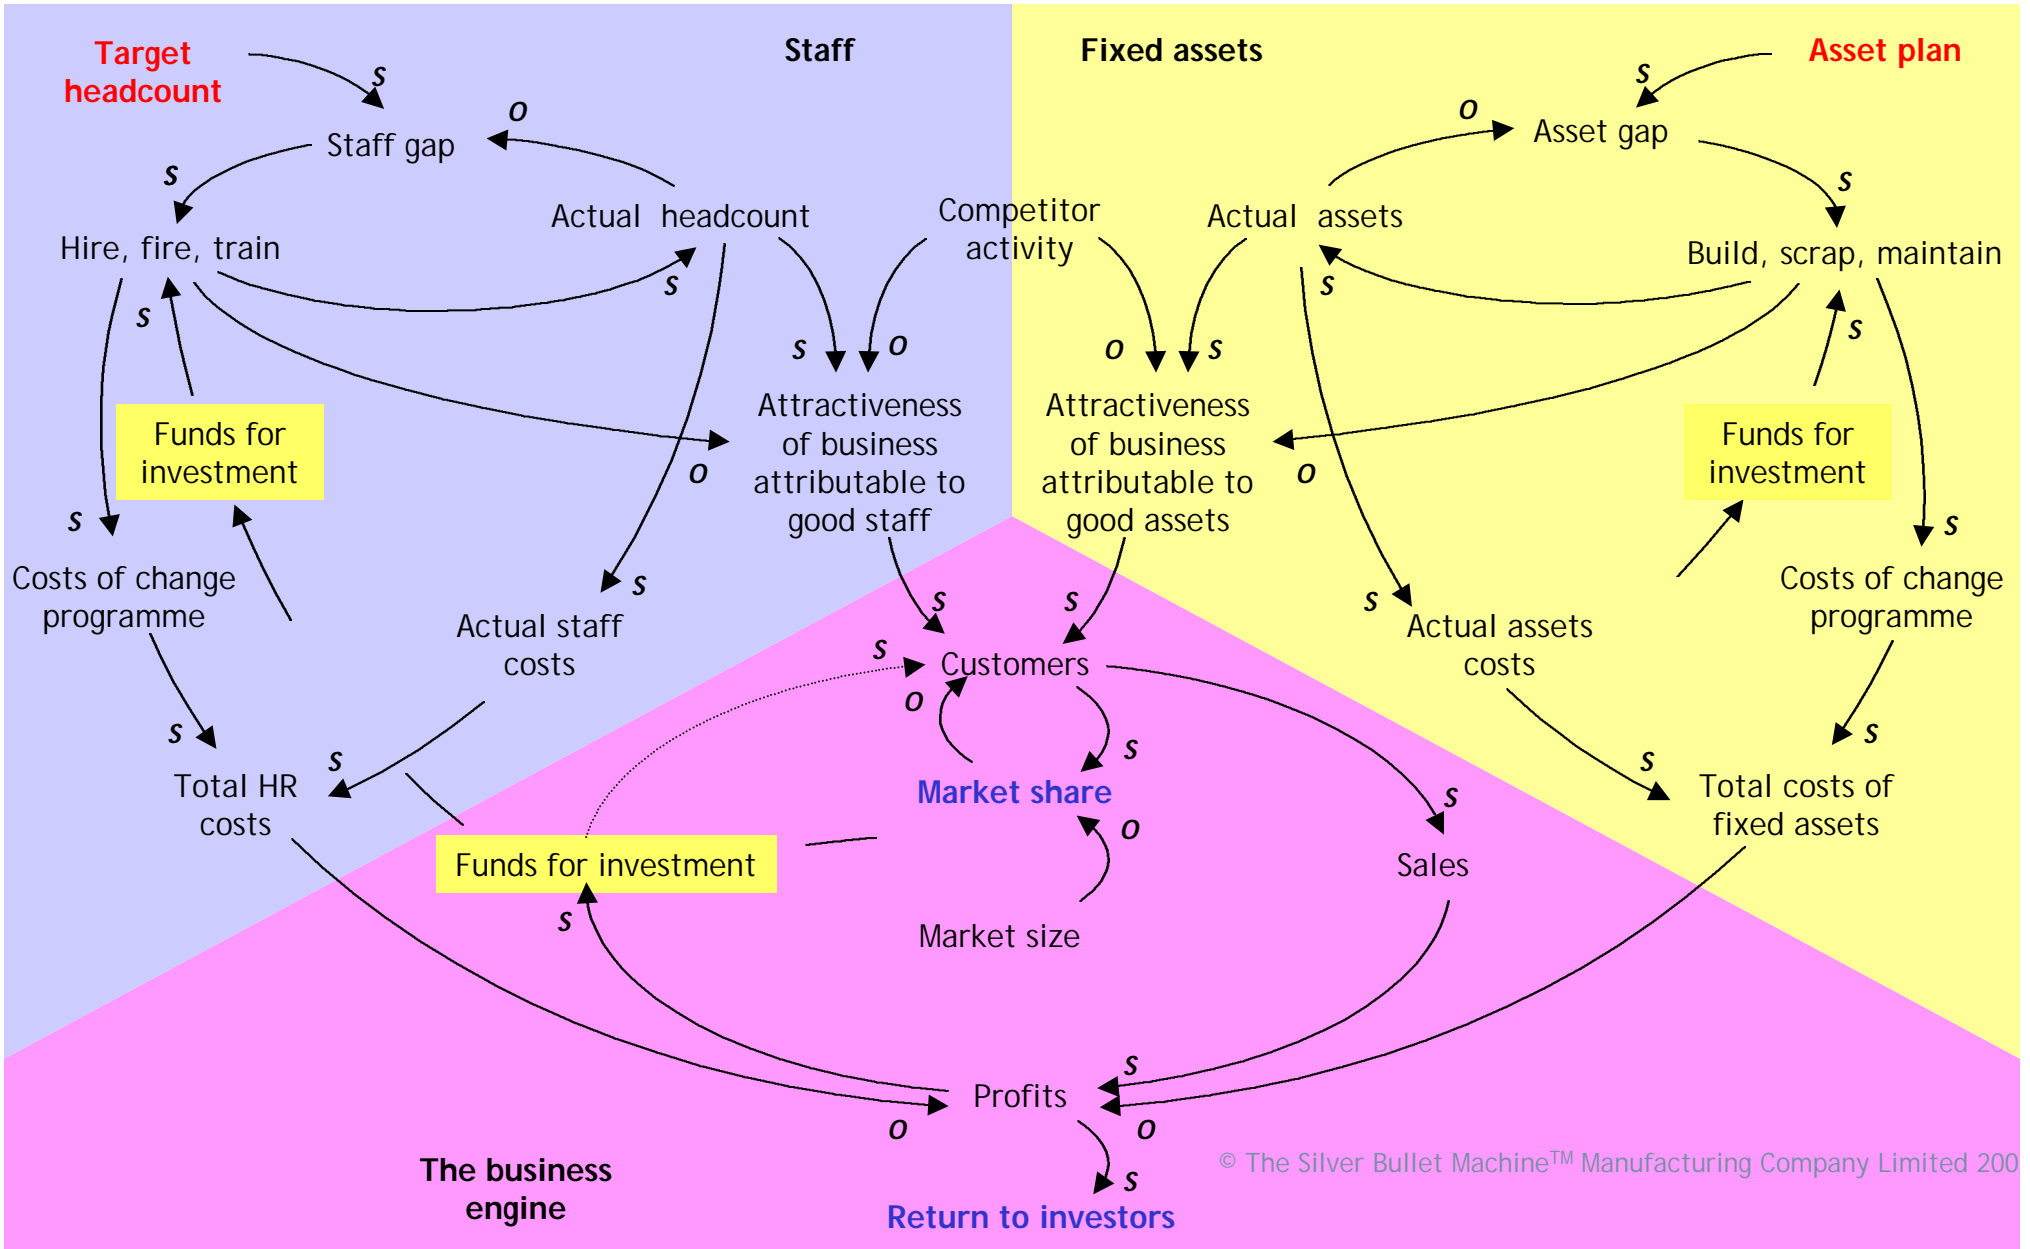 Target
headcount
Staff
Fixed assets
Asset plan
S
S
O
O
Staff gap
Asset gap
S
S
Actual headcount
Competitor
activity
Actual assets
Hire, fire, train
Build, scrap, maintain
S
S
S
S
S
O
O
S
Attractiveness
of business
attributable to
good staff
Attractiveness
of business
attributable to
good assets
Funds for
investment
Funds for
investment
O
O
S
S
Costs of change
programme
Costs of change
programme
S
S
S
S
Actual staff
costs
Actual assets
costs
S
Customers
O
S
S
S
S
S
S
Market share
Total HR
costs
Total costs of
fixed assets
S
O
Funds for investment
Sales
S
Market size
S
Profits
O
O
The business
engine
© The Silver Bullet Machine™ Manufacturing Company Limited 200
S
Return to investors